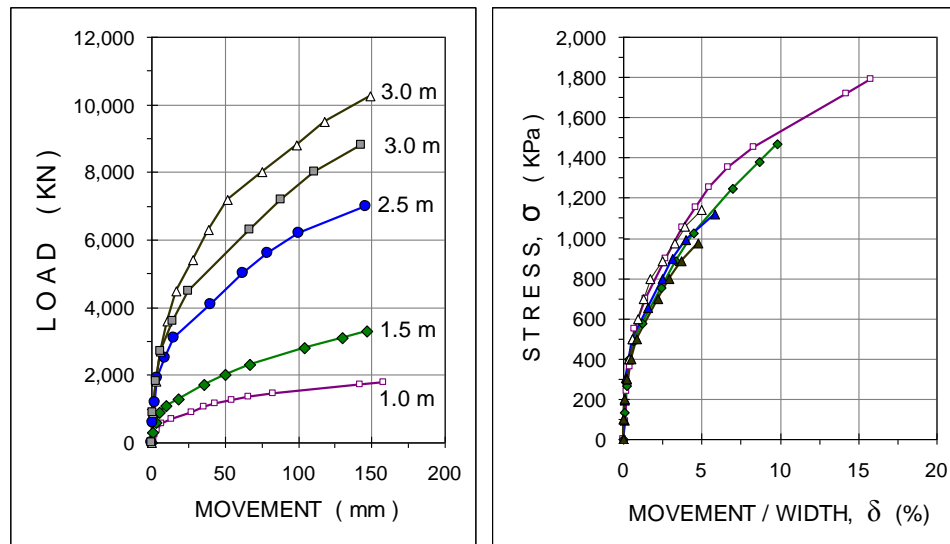 12,000
10,000
8,000
6,000
4,000
2,000
0
LOAD ( KN )
3.0 m
3.0 m
2.5 m
1.5 m
1.0 m
0 50 100 150 200
MOVEMENT ( mm )
2,000
1,800
1,600
1,400
1,200
1,000
800
600
400
200
0
STRESS, σ ( KPa )
0 5 10 15 20
MOVEMENT / WIDTH, δ (%)